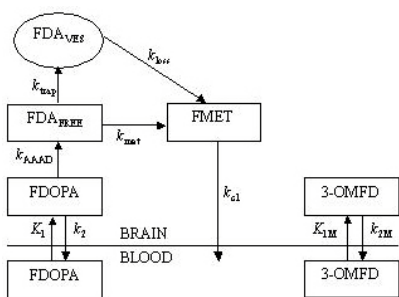 FDA_VES
k_loss
k_trap
FDA_FREE
FMET
k_met
k_AAAD
FDOPA
k_cl
3-OMFD
K_1
k_2
BRAIN
K_1M
k_2M
BLOOD
FDOPA
3-OMFD